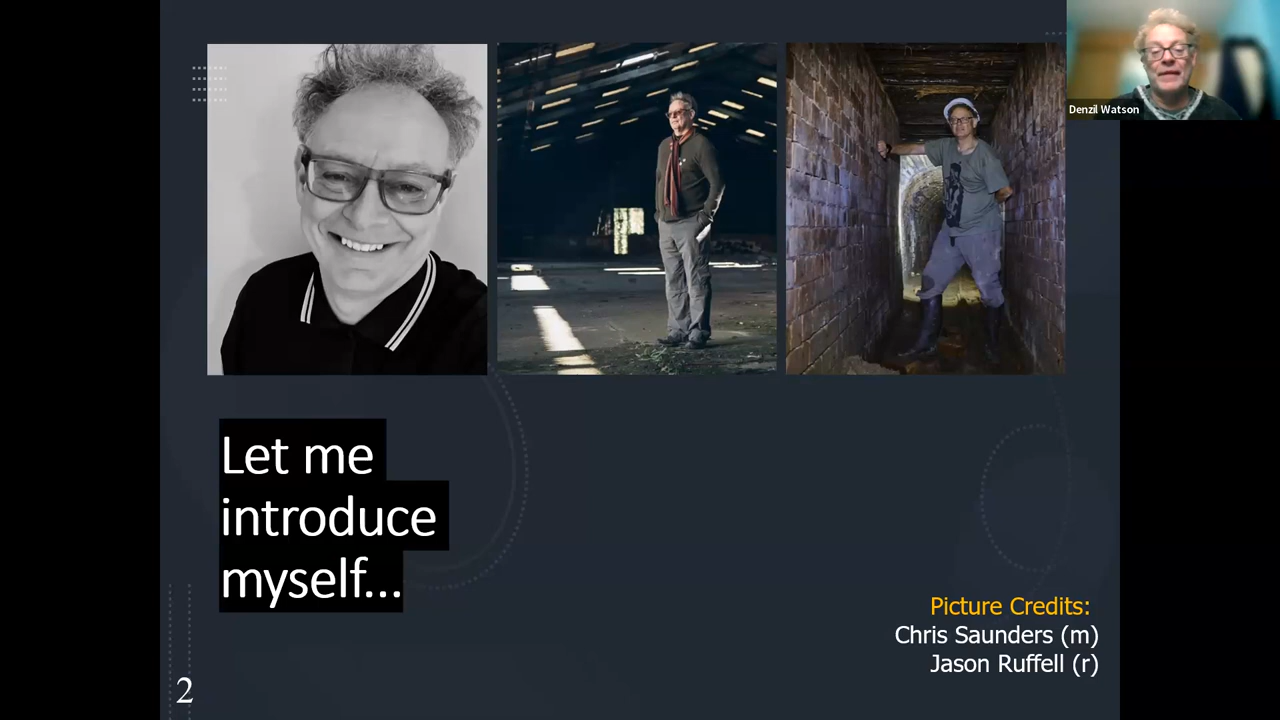 Denzil Watson
Let me
introduce
myself...
Picture Credits:
Chris Saunders (m)
Jason Ruffell (r)
2